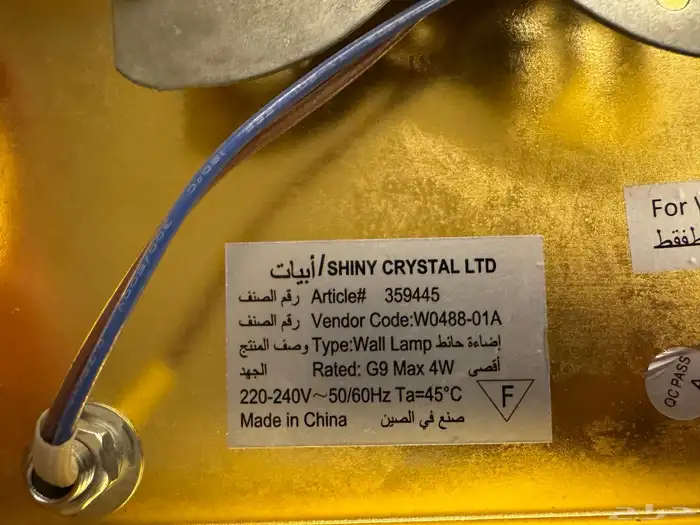 أبيات/SHINY CRYSTAL LTD
رقم الصنف Article# 359445
رقم الصنف Vendor Code:W0488-01A
وصف المنتج Type:Wall Lamp إضاءة حائط
الجهد Rated: G9 Max 4W أقصى
220-240V～50/60Hz Ta=45°C
F
Made in China صنع في الصين
For
QC PASS
حراج